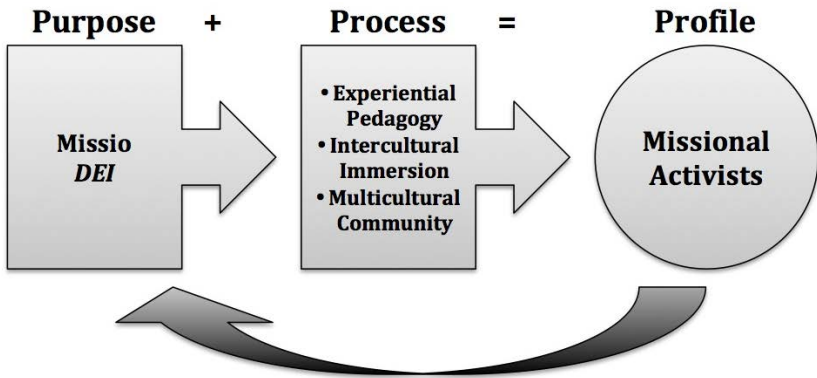 Purpose + Process = Profile
Missio
DEI
• Experiential
Pedagogy
• Intercultural
Immersion
• Multicultural
Community
Missional
Activists